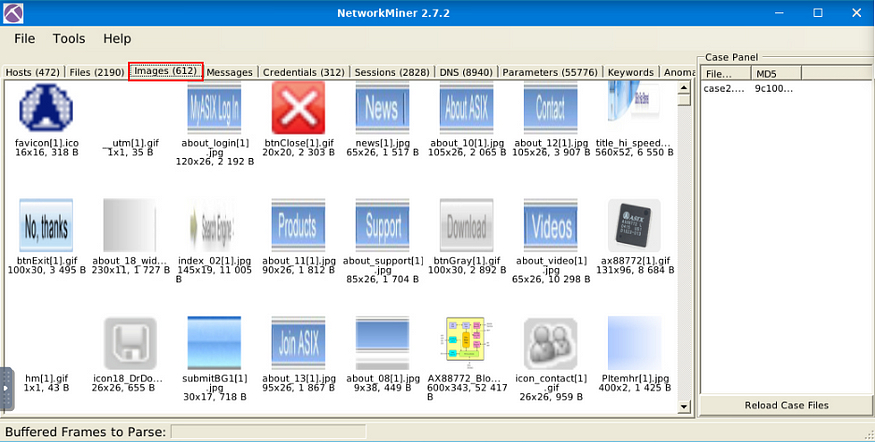 NetworkMiner 2.7.2
File Tools Help
Hosts (472) Files (2190) Images (612) Messages Credentials (312) Sessions (2828) DNS (8940) Parameters (55776) Keywords Anoma
Case Panel
File... MD5
case2.... 9c100...
MyASIX Log In News About ASIX Contact
favicon[1].ico __utm[1].gif about_login[1] btnClose[1].gif news[1].jpg about_10[1].jpg about_12[1].jpg title_hi_speed...
16x16, 318 B 1x1, 35 B .jpg 20x20, 2 303 B 65x26, 1 517 B 105x26, 2 065 B 105x26, 3 907 B 560x52, 6 550 B
120x26, 2 192 B
No, thanks Search Engine Products Support Download Videos ASIX
btnExit[1].gif about_18_wid... index_02[1].jpg about_11[1].jpg about_support[1] btnGray[1].gif about_video[1] ax88772[1].gif
100x30, 3 495 B 230x11, 1 727 B 145x19, 11 005 90x26, 1 812 B .jpg 100x30, 2 892 B .jpg 131x96, 8 684 B
B 85x26, 1 704 B 65x26, 10 298 B
Join ASIX
hm[1].gif icon18_DrDo... submitBG1[1] about_13[1].jpg about_08[1].jpg AX88772_Blo... icon_contact[1] PItemhr[1].jpg
1x1, 43 B 26x26, 655 B .jpg 95x26, 1 867 B 9x38, 449 B 600x343, 52 417 .gif 400x2, 1 425 B
30x17, 718 B B 26x26, 959 B
Reload Case Files
Buffered Frames to Parse: